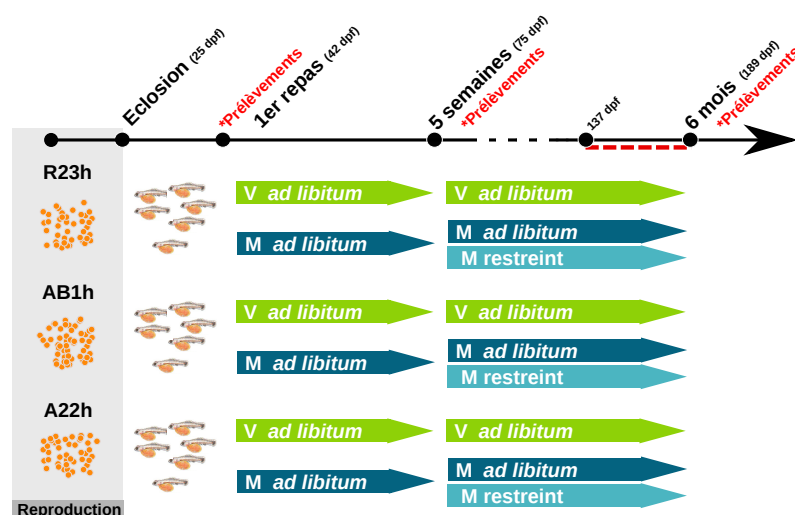 Eclosion (25 dpf)
*Prélèvements
1er repas (42 dpf)
5 semaines (75 dpf)
*Prélèvements
137 dpf
6 mois (189 dpf)
*Prélèvements
R23h
V ad libitum
V ad libitum
M ad libitum
M ad libitum
M restreint
AB1h
V ad libitum
V ad libitum
M ad libitum
M ad libitum
M restreint
A22h
V ad libitum
V ad libitum
M ad libitum
M ad libitum
M restreint
Reproduction